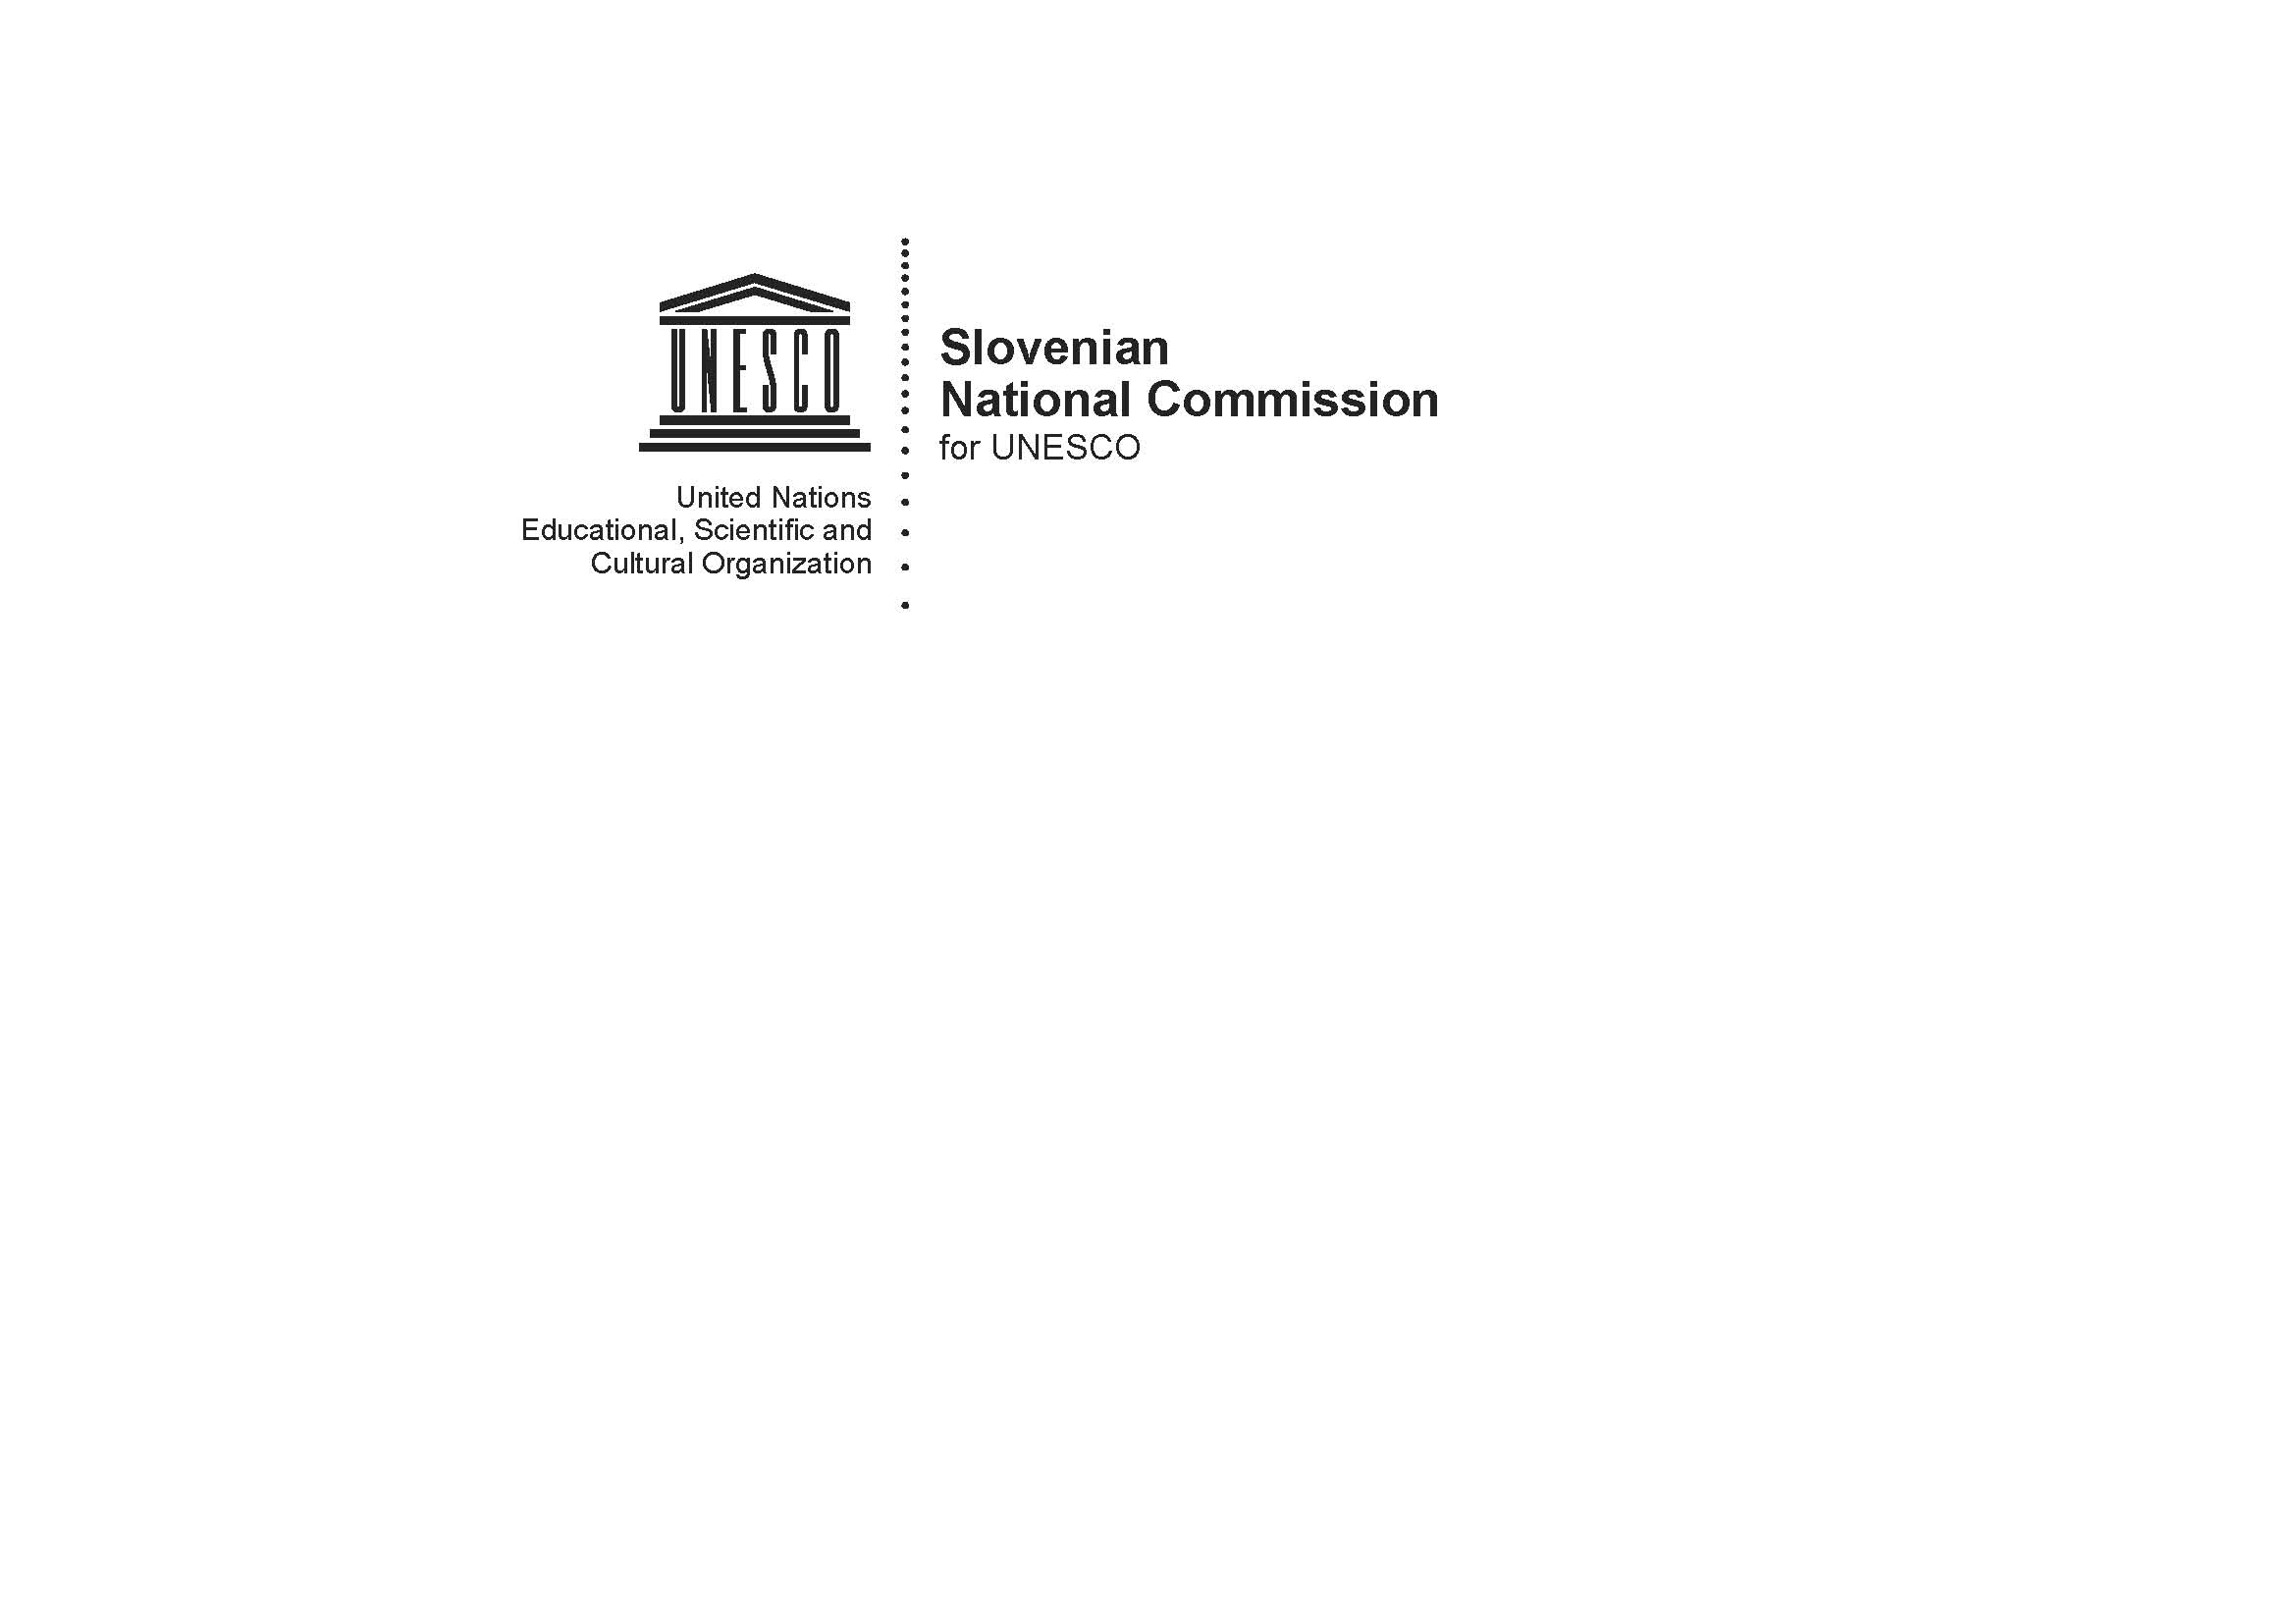 UNESCO
United Nations
Educational, Scientific and
Cultural Organization
Slovenian
National Commission
for UNESCO